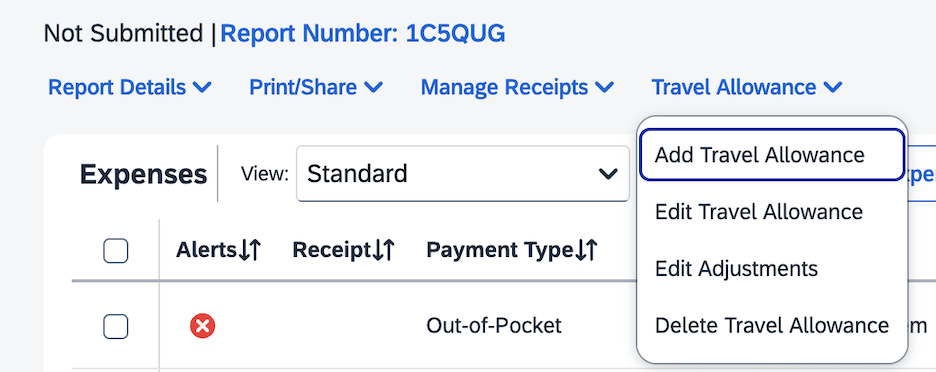 Not Submitted | Report Number: 1C5QUG
Report Details Print/Share Manage Receipts Travel Allowance
Add Travel Allowance
Edit Travel Allowance
Edit Adjustments
Delete Travel Allowance
Expenses View: Standard
Alerts Receipt Payment Type
Out-of-Pocket